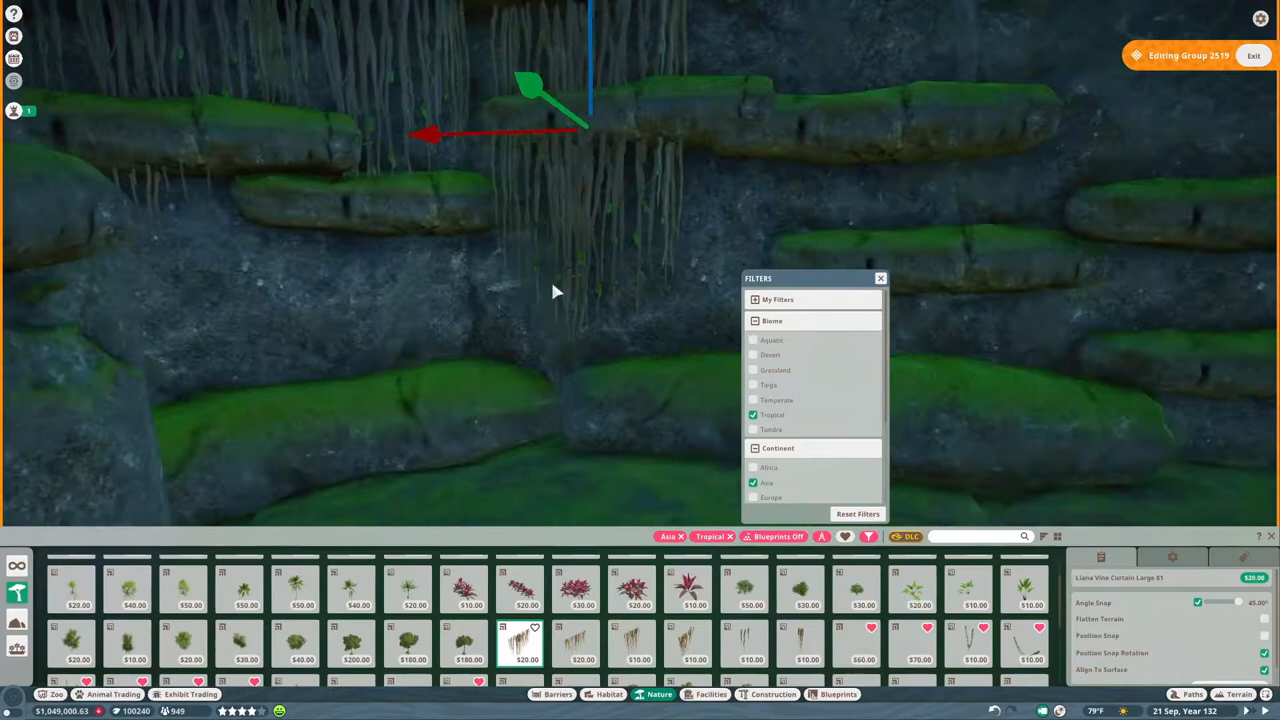 ?
Editing Group 2519 Exit
1
FILTERS
My Filters
Biome
Aquatic
Desert
Grassland
Taiga
Temperate
Tropical
Tundra
Continent
Africa
Asia
Europe
Reset Filters
Asia × Tropical × Blueprints Off DLC ? ×
$20.00 $40.00 $50.00 $50.00 $50.00 $40.00 $20.00 $10.00 $20.00 $30.00 $20.00 $10.00 $50.00 $30.00 $30.00 $20.00 $10.00 $10.00
$20.00 $10.00 $20.00 $30.00 $40.00 $200.00 $180.00 $180.00 $20.00 $20.00 $10.00 $10.00 $10.00 $10.00 $60.00 $70.00 $10.00 $10.00
Liana Vine Curtain Large 01 $20.00
Angle Snap 45.00°
Flatten Terrain
Position Snap
Position Snap Rotation
Align To Surface
Zoo Animal Trading Exhibit Trading Barriers Habitat Nature Facilities Construction Blueprints Paths Terrain
$1,049,000.63 100240 949 79°F 21 Sep, Year 132